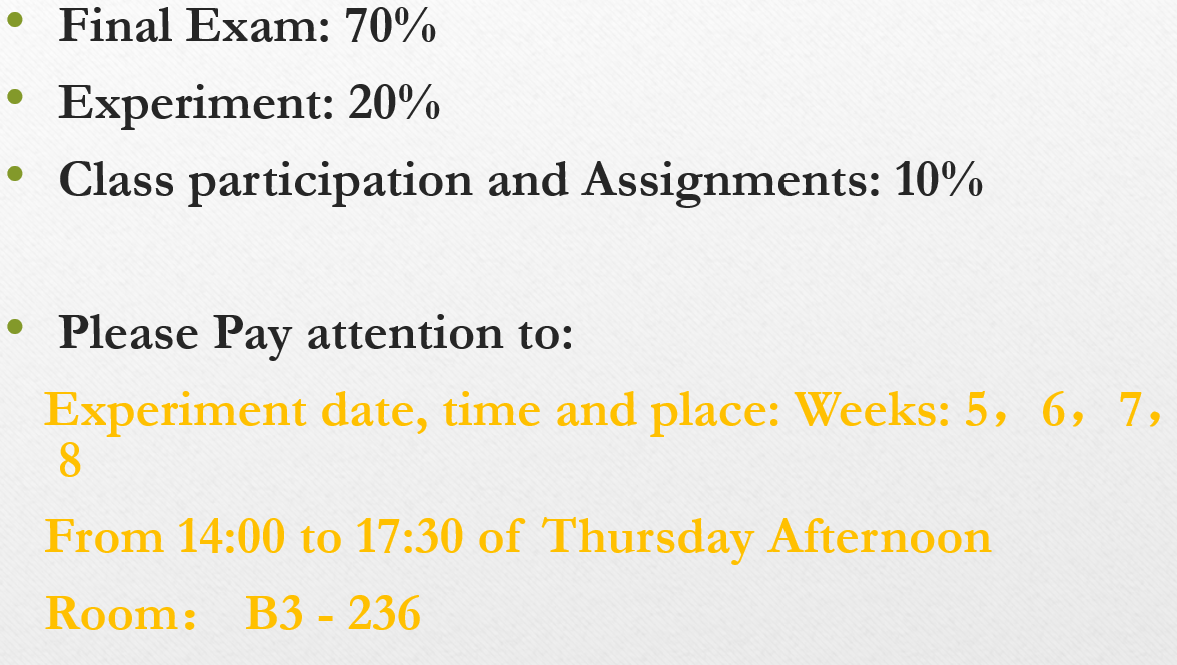 • Final Exam: 70%
• Experiment: 20%
• Class participation and Assignments: 10%
• Please Pay attention to:
Experiment date, time and place: Weeks: 5，6，7，
8
From 14:00 to 17:30 of Thursday Afternoon
Room： B3 - 236